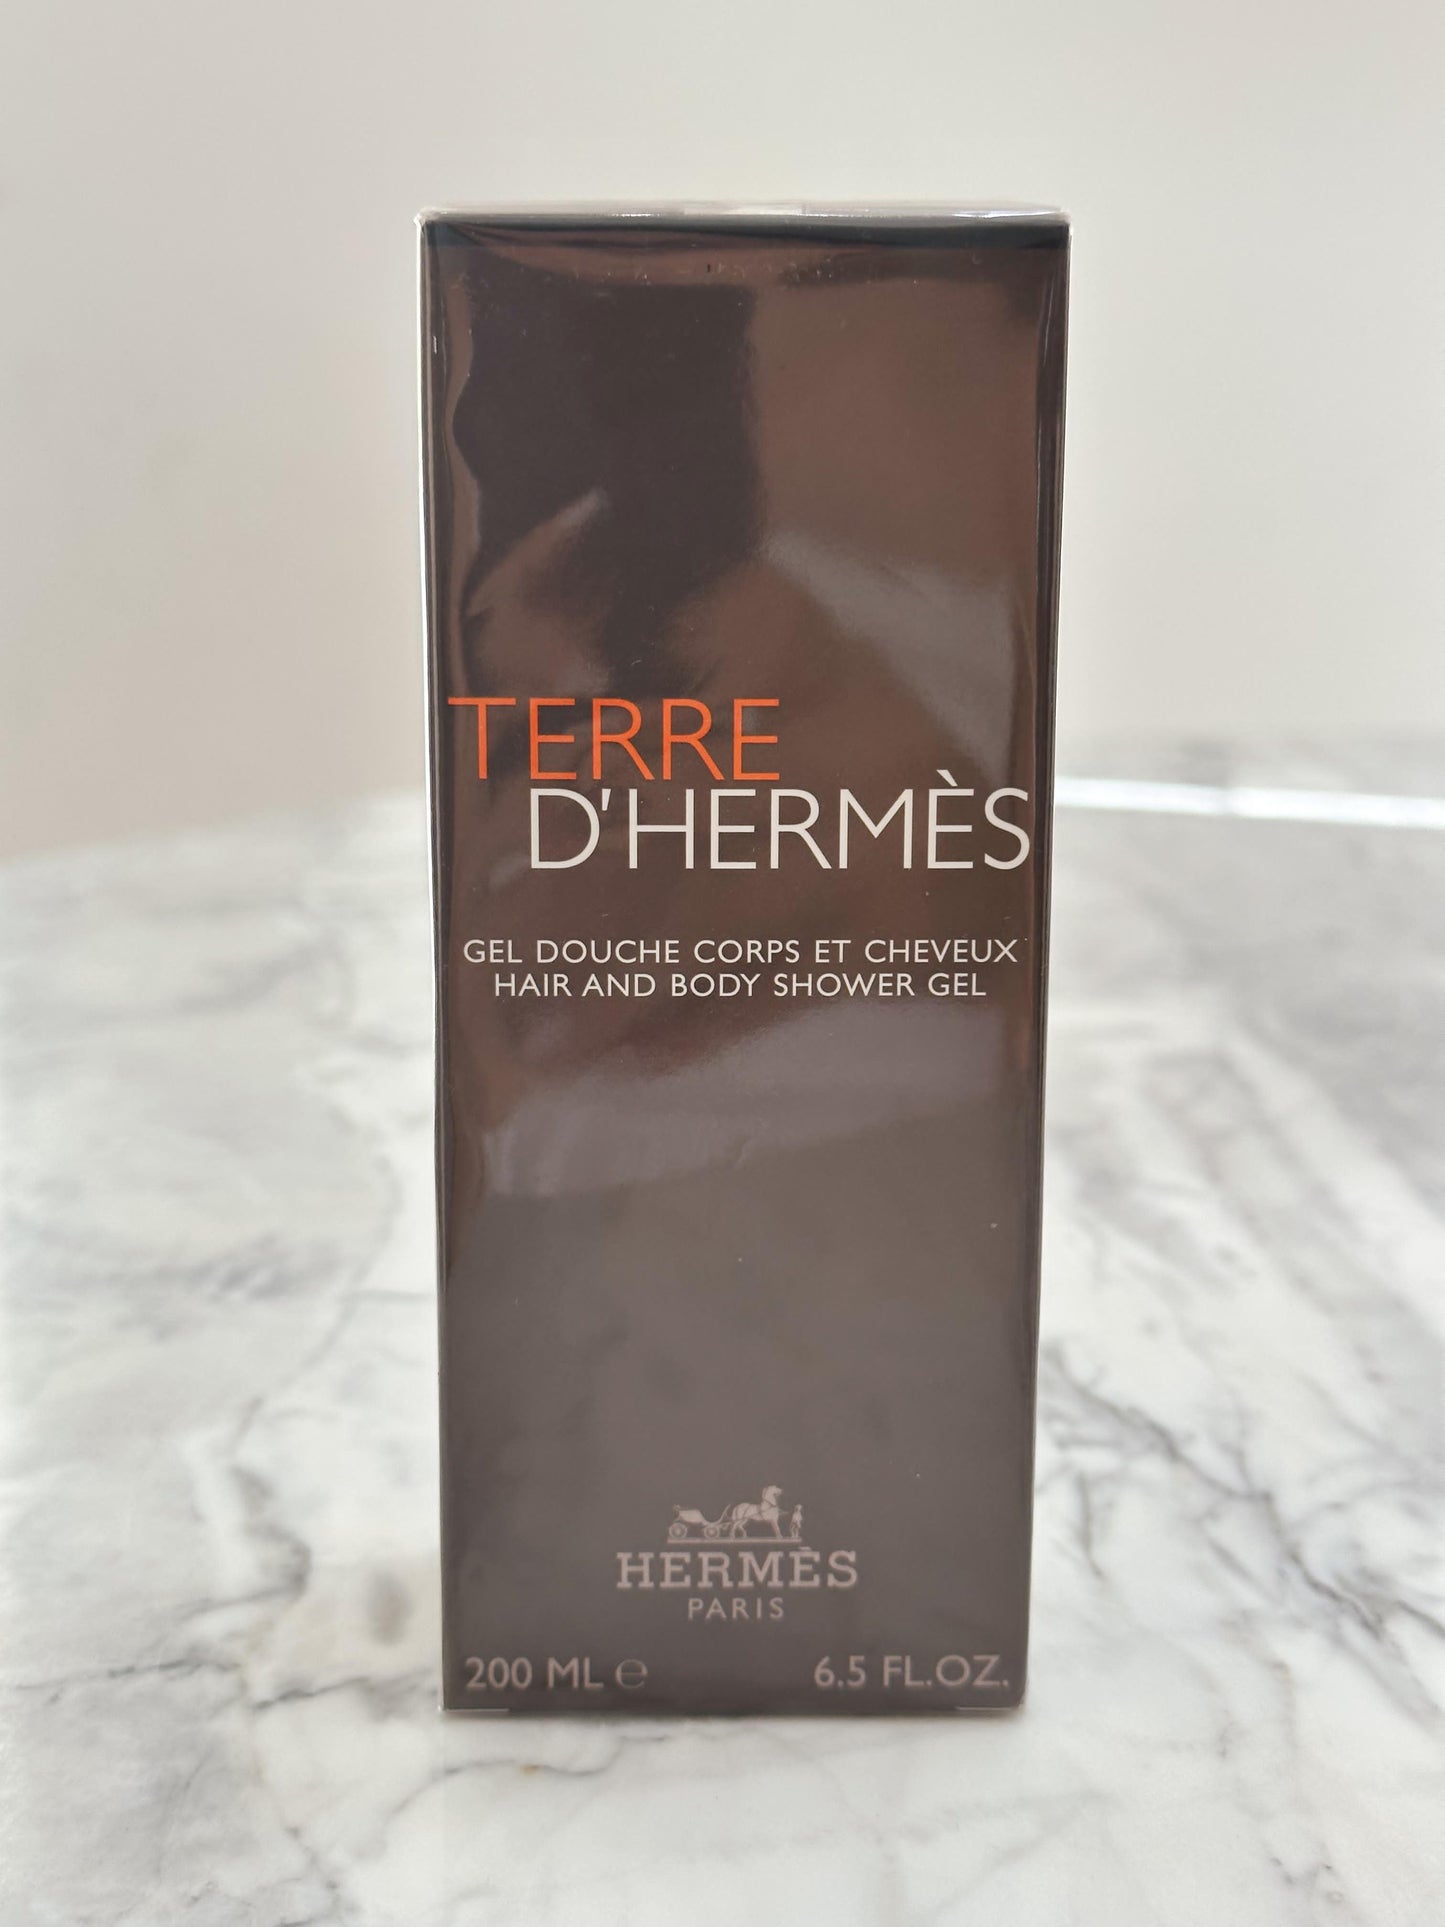 TERRE
D'HERMÈS
GEL DOUCHE CORPS ET CHEVEUX
HAIR AND BODY SHOWER GEL
HERMÈS
PARIS
200 ML ℮ 6.5 FL.OZ.